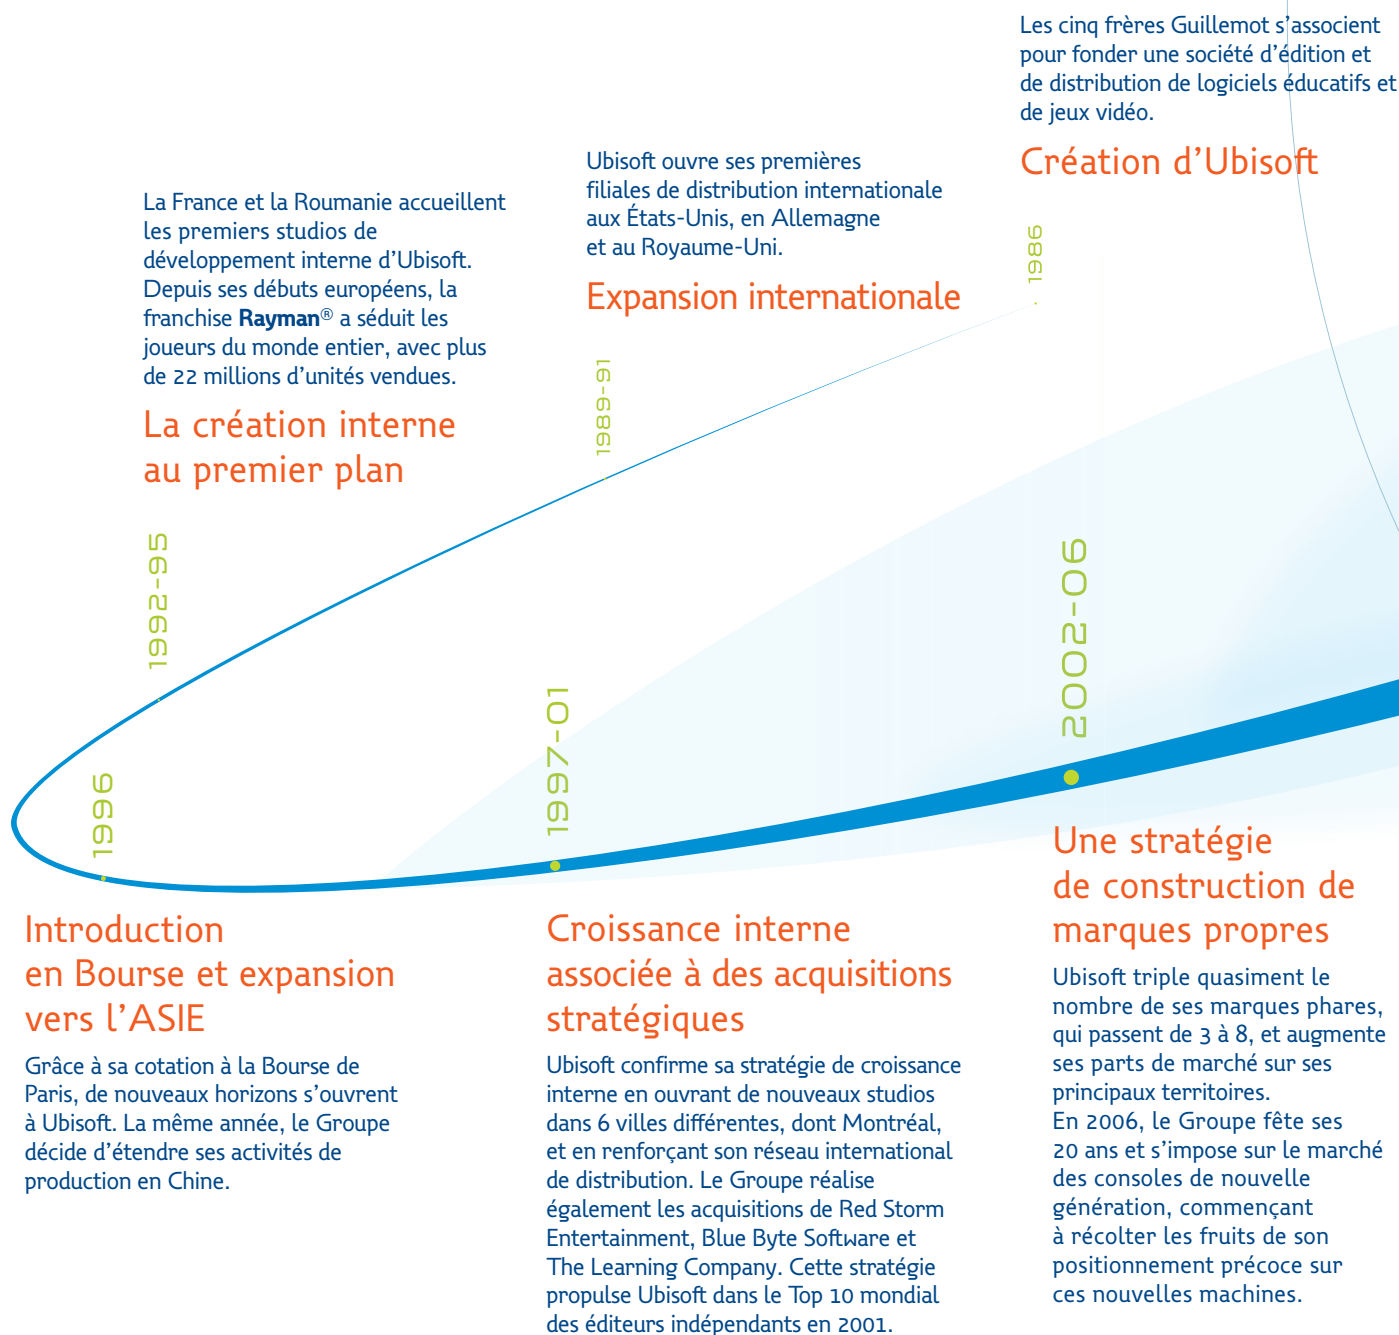 Les cinq frères Guillemot s’associent
pour fonder une société d’édition et
de distribution de logiciels éducatifs et
de jeux vidéo.
Création d’Ubisoft
1986
Ubisoft ouvre ses premières
filiales de distribution internationale
aux États-Unis, en Allemagne
et au Royaume-Uni.
Expansion internationale
1989-91
La France et la Roumanie accueillent
les premiers studios de
développement interne d’Ubisoft.
Depuis ses débuts européens, la
franchise Rayman® a séduit les
joueurs du monde entier, avec plus
de 22 millions d’unités vendues.
La création interne
au premier plan
1992-95
1996
Introduction
en Bourse et expansion
vers l’ASIE
Grâce à sa cotation à la Bourse de
Paris, de nouveaux horizons s’ouvrent
à Ubisoft. La même année, le Groupe
décide d’étendre ses activités de
production en Chine.
1997-01
Croissance interne
associée à des acquisitions
stratégiques
Ubisoft confirme sa stratégie de croissance
interne en ouvrant de nouveaux studios
dans 6 villes différentes, dont Montréal,
et en renforçant son réseau international
de distribution. Le Groupe réalise
également les acquisitions de Red Storm
Entertainment, Blue Byte Software et
The Learning Company. Cette stratégie
propulse Ubisoft dans le Top 10 mondial
des éditeurs indépendants en 2001.
2002-06
Une stratégie
de construction de
marques propres
Ubisoft triple quasiment le
nombre de ses marques phares,
qui passent de 3 à 8, et augmente
ses parts de marché sur ses
principaux territoires.
En 2006, le Groupe fête ses
20 ans et s’impose sur le marché
des consoles de nouvelle
génération, commençant
à récolter les fruits de son
positionnement précoce sur
ces nouvelles machines.